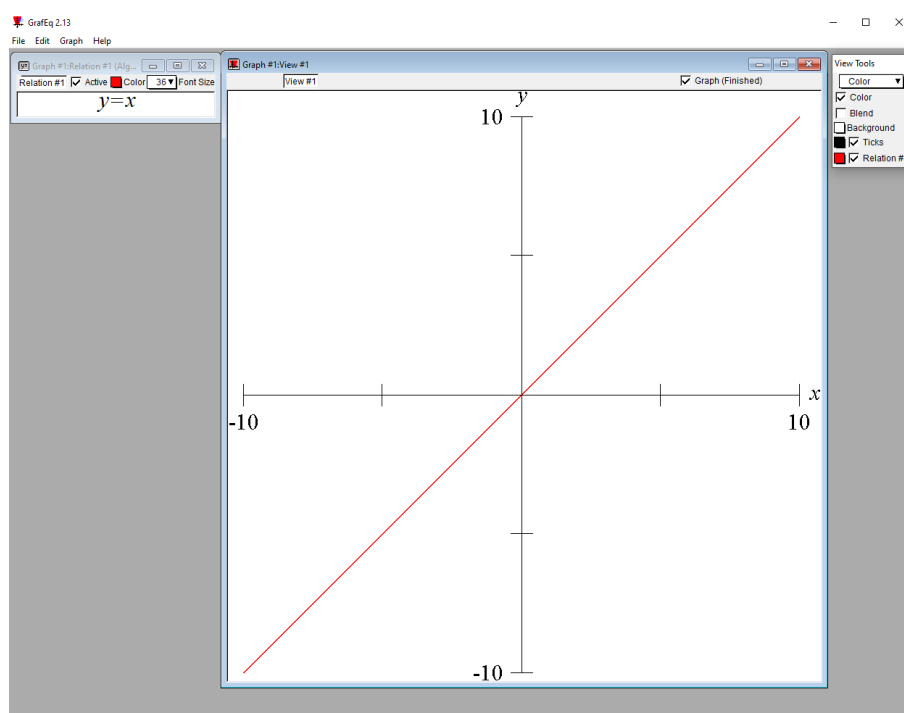 GrafEq 2.13
File Edit Graph Help
Graph #1:Relation #1 (Alg...
Relation #1 Active Color 36 Font Size
y=x
Graph #1:View #1
View #1 Graph (Finished)
y
10
x
-10 10
-10
View Tools
Color
Color
Blend
Background
Ticks
Relation #